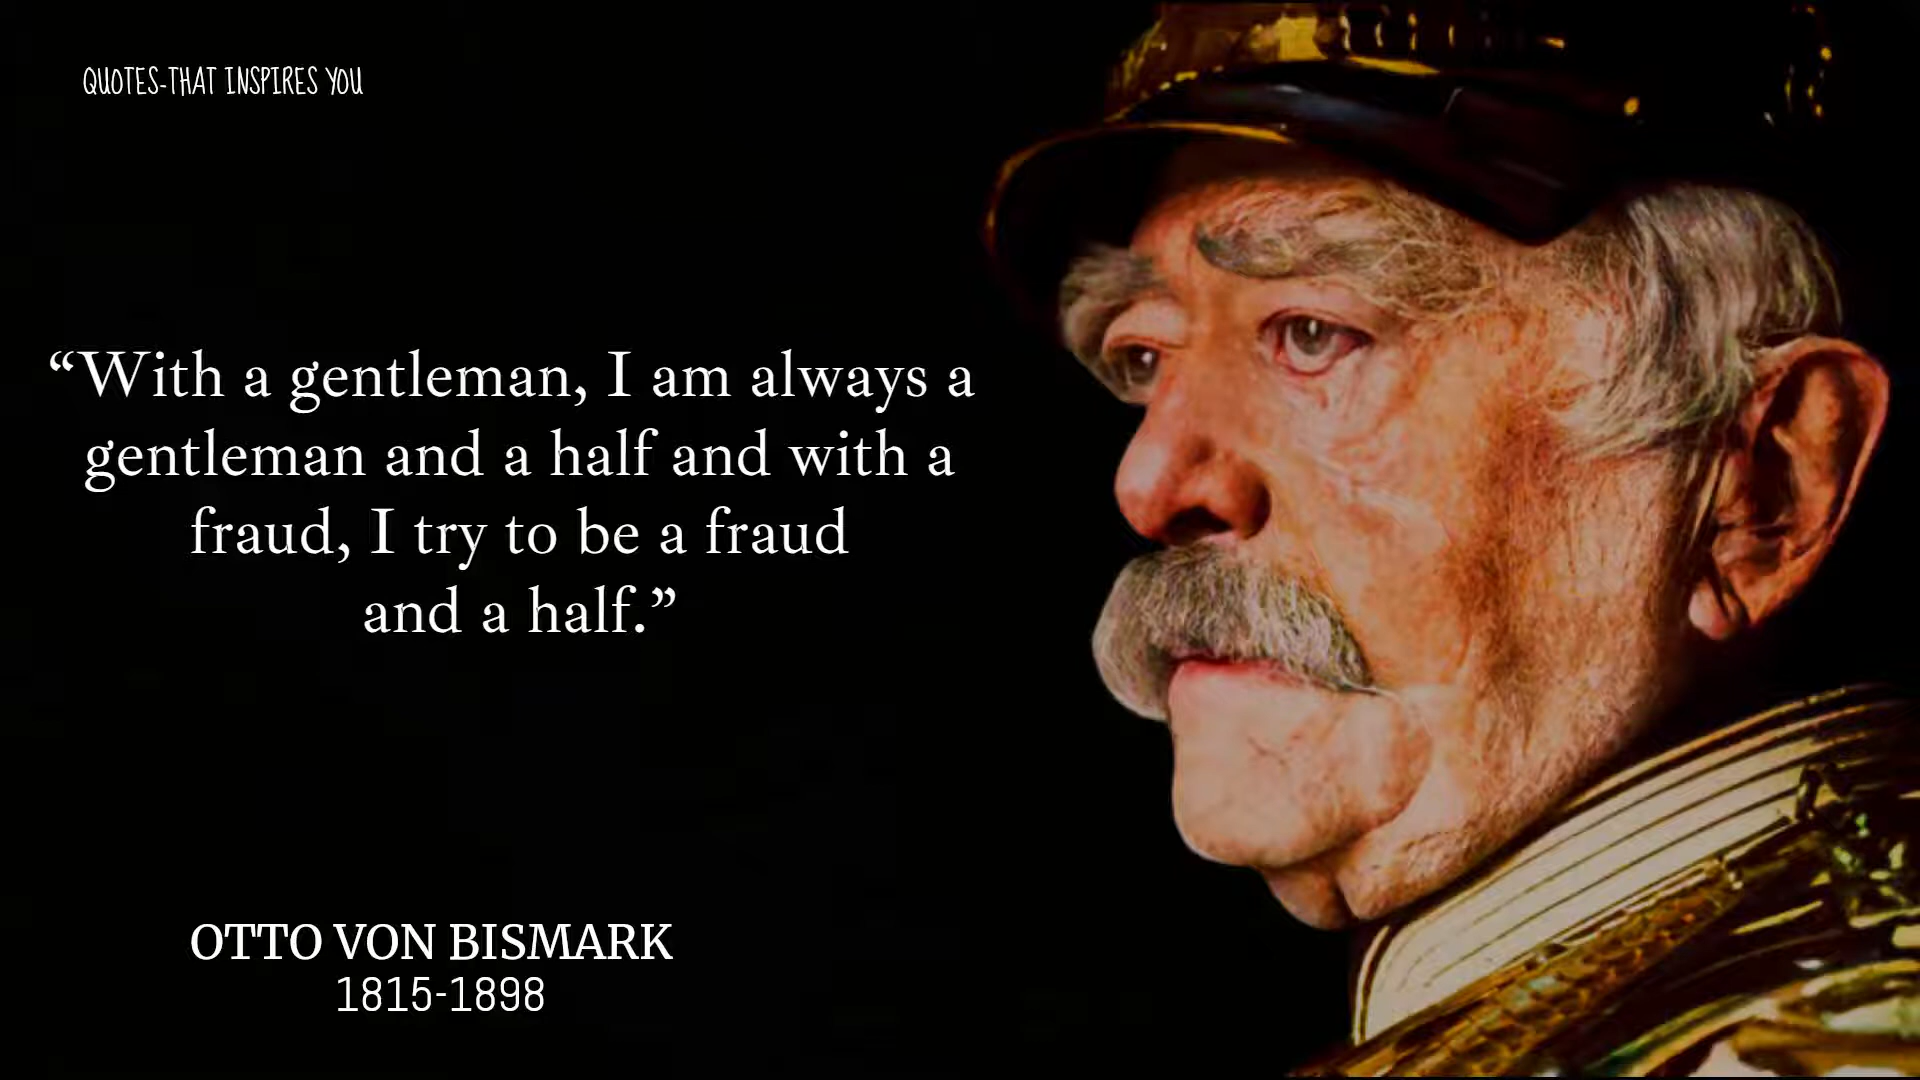 QUOTES-THAT INSPIRES YOU
“With a gentleman, I am always a
gentleman and a half and with a
fraud, I try to be a fraud
and a half.”
OTTO VON BISMARK
1815-1898